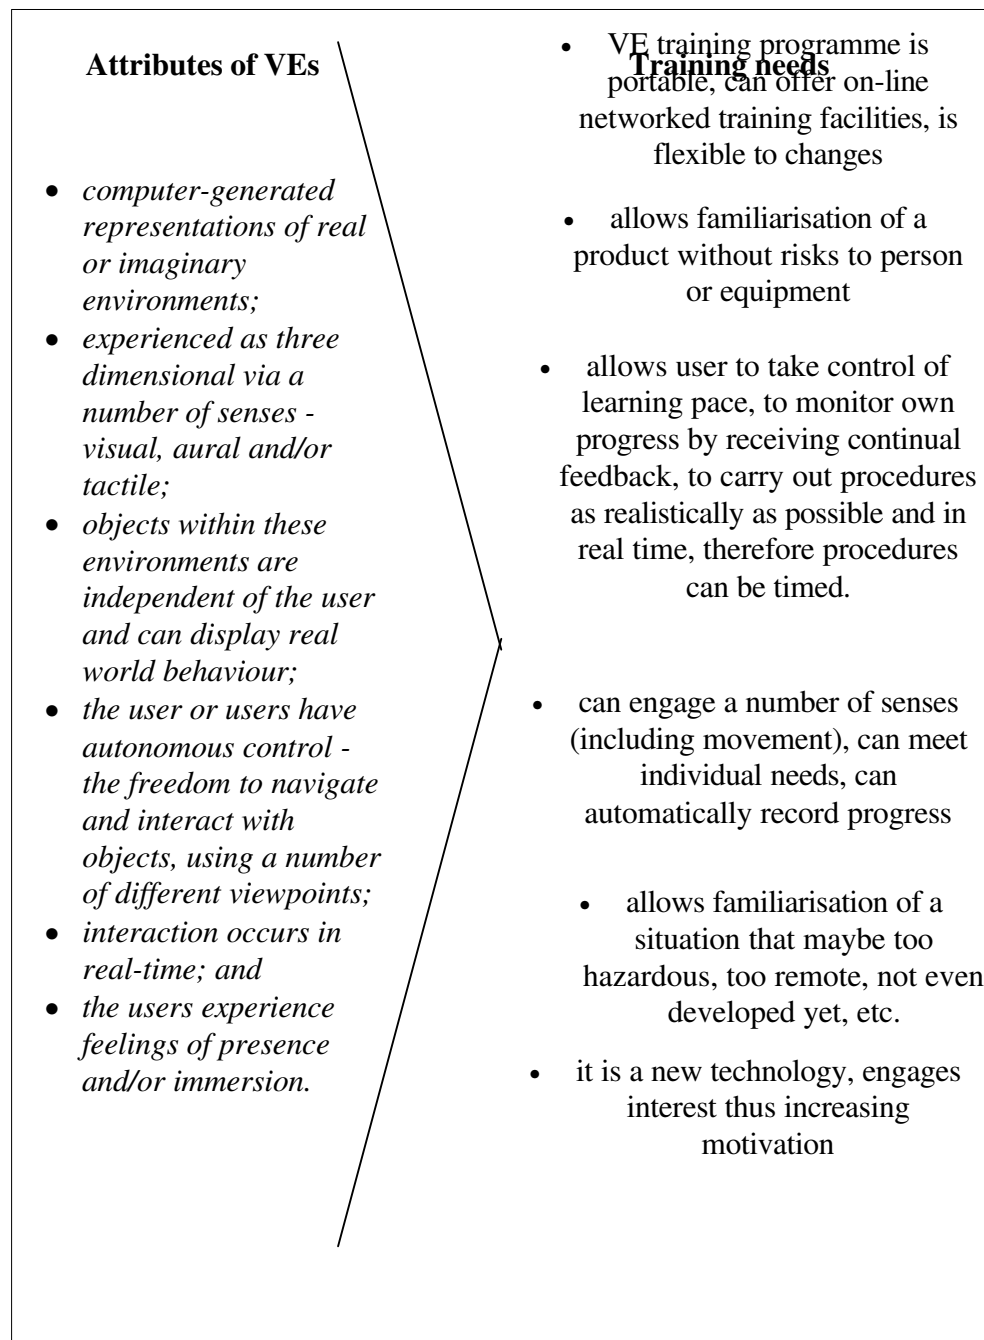 Attributes of VEs
• computer-generated
representations of real
or imaginary
environments;
• experienced as three
dimensional via a
number of senses -
visual, aural and/or
tactile;
• objects within these
environments are
independent of the user
and can display real
world behaviour;
• the user or users have
autonomous control -
the freedom to navigate
and interact with
objects, using a number
of different viewpoints;
• interaction occurs in
real-time; and
• the users experience
feelings of presence
and/or immersion.
Training needs
• VE training programme is
portable, can offer on-line
networked training facilities, is
flexible to changes
• allows familiarisation of a
product without risks to person
or equipment
• allows user to take control of
learning pace, to monitor own
progress by receiving continual
feedback, to carry out procedures
as realistically as possible and in
real time, therefore procedures
can be timed.
• can engage a number of senses
(including movement), can meet
individual needs, can
automatically record progress
• allows familiarisation of a
situation that maybe too
hazardous, too remote, not even
developed yet, etc.
• it is a new technology, engages
interest thus increasing
motivation